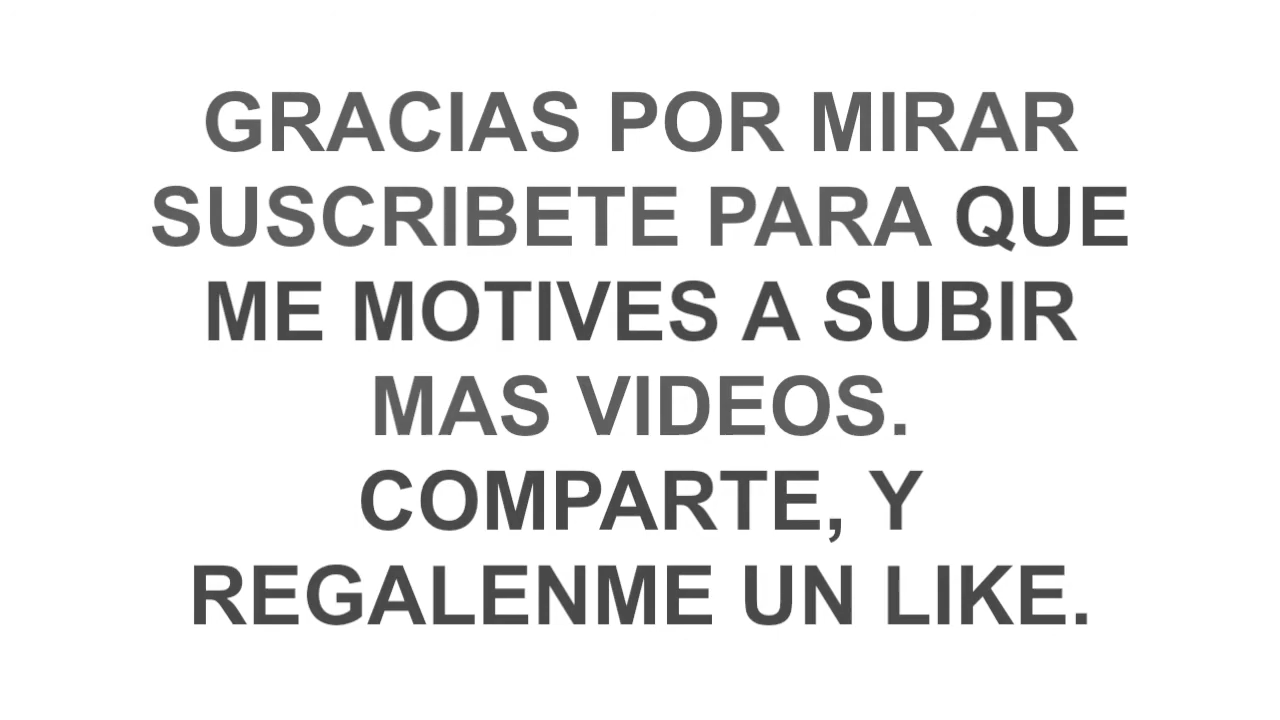 GRACIAS POR MIRAR
SUSCRIBETE PARA QUE
ME MOTIVES A SUBIR
MAS VIDEOS.
COMPARTE, Y
REGALENME UN LIKE.